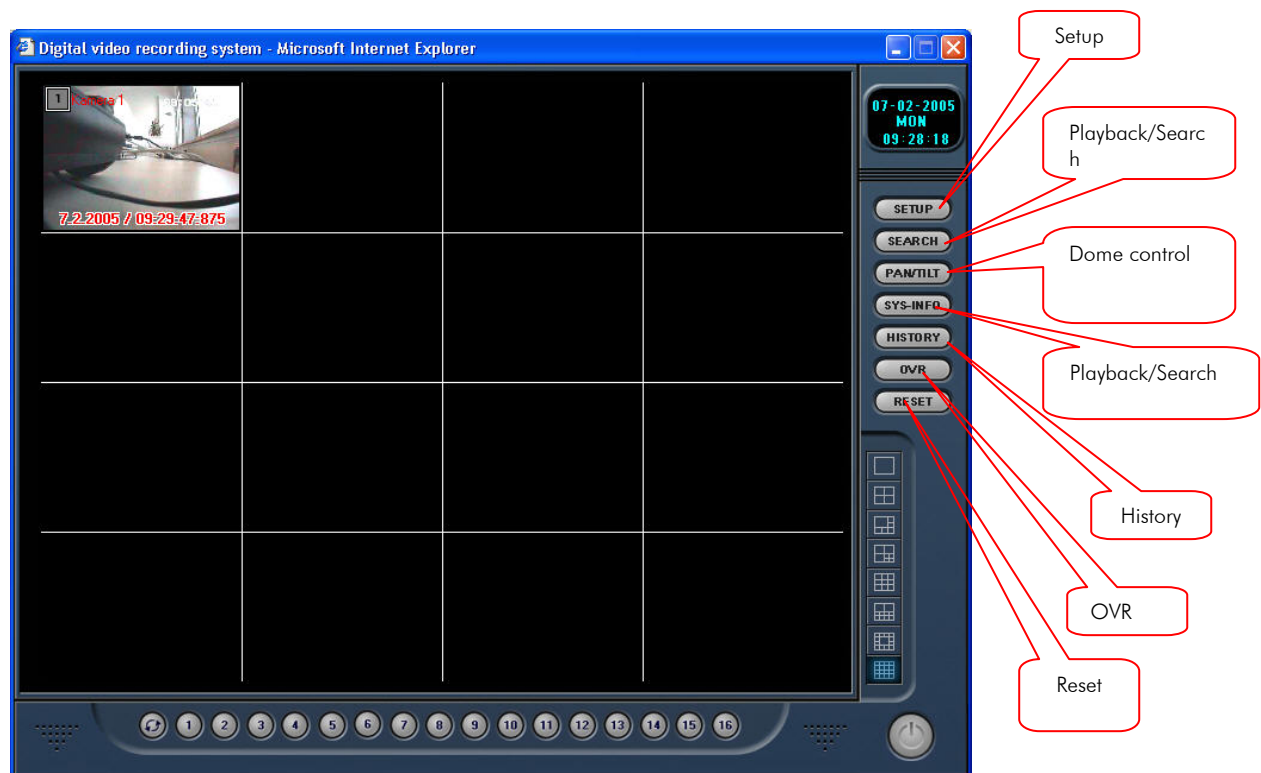 Digital video recording system - Microsoft Internet Explorer
1 Kamera 1
7.2.2005 / 09-29-47-875
07-02-2005
MON
09:28:18
SETUP
SEARCH
PAN/TILT
SYS-INFO
HISTORY
OVR
RESET
1 2 3 4 5 6 7 8 9 10 11 12 13 14 15 16
Setup
Playback/Searc
h
Dome control
Playback/Search
History
OVR
Reset